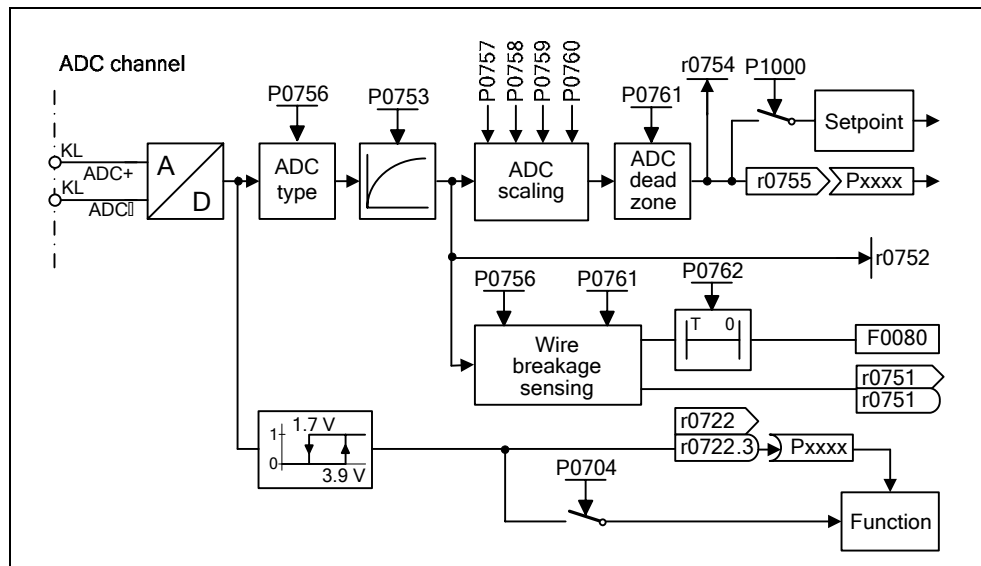 ADC channel
KL
ADC+
KL
ADC▯
A
D
P0756
ADC
type
P0753
P0757
P0758
P0759
P0760
ADC
scaling
P0761
ADC
dead
zone
r0754
P1000
Setpoint
r0755
Pxxxx
r0752
P0756
P0761
Wire
breakage
sensing
P0762
T 0
F0080
r0751
r0751
1.7 V
1
0
3.9 V
r0722
r0722.3
Pxxxx
P0704
Function